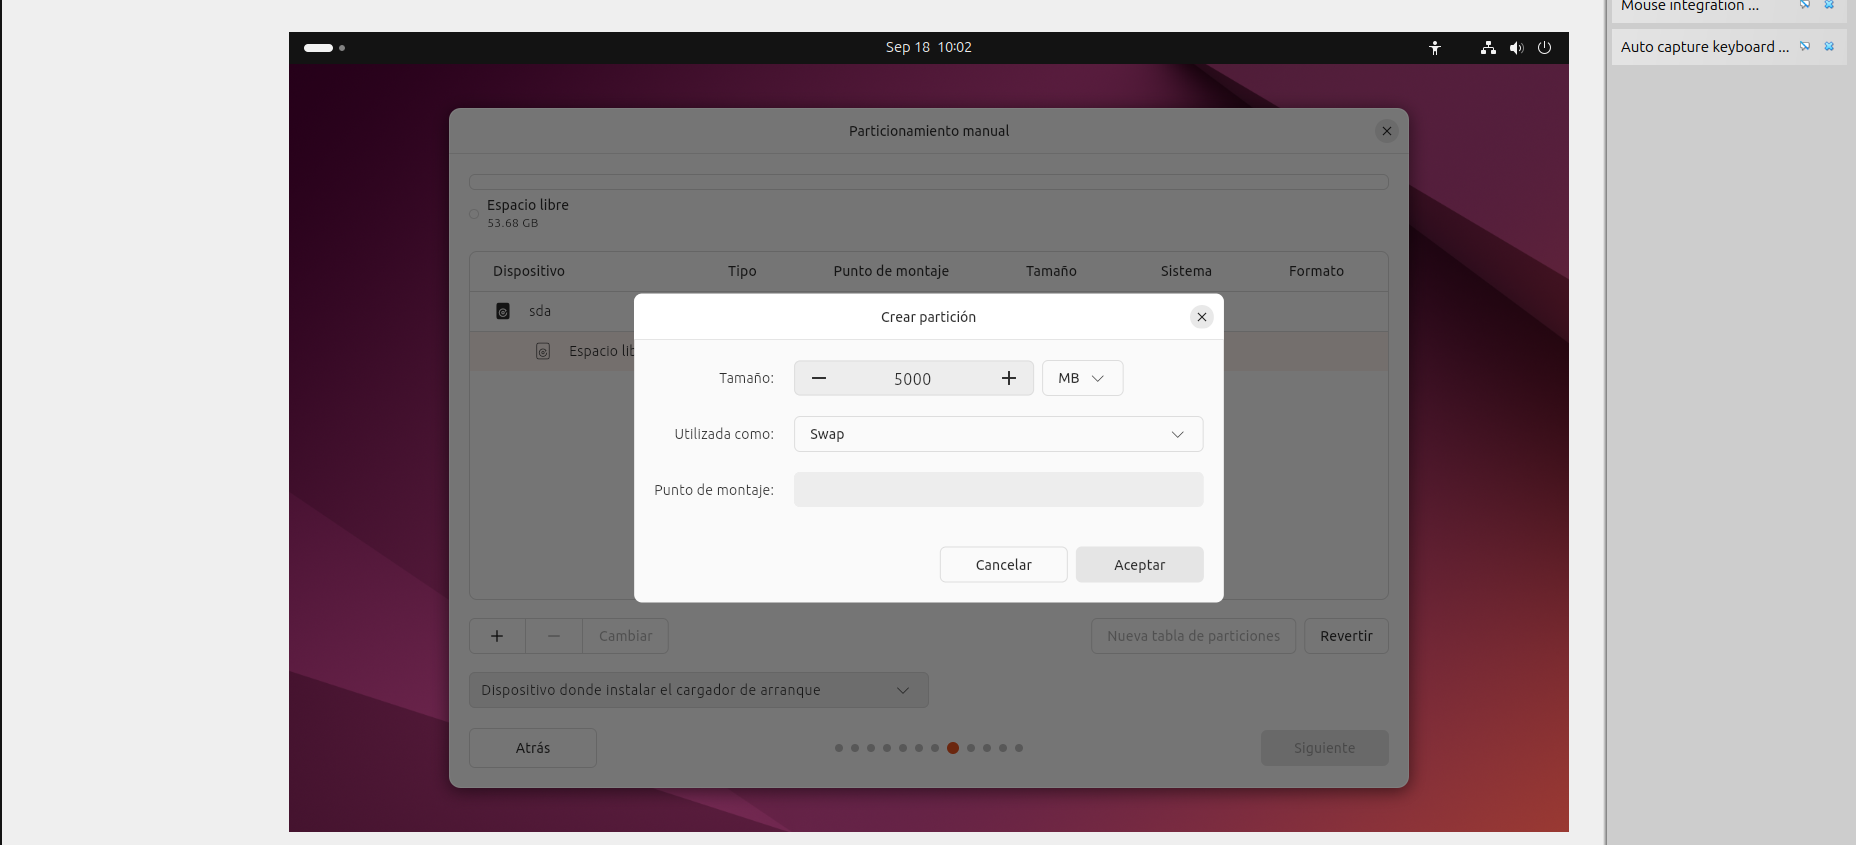 Mouse integration ...
Auto capture keyboard ...
Sep 18 10:02
Particionamiento manual
Espacio libre
53.68 GB
Dispositivo Tipo Punto de montaje Tamaño Sistema Formato
sda
Espacio lib
Crear partición
Tamaño: 5000 MB
Utilizada como: Swap
Punto de montaje:
Cancelar Aceptar
Cambiar Nueva tabla de particiones Revertir
Dispositivo donde instalar el cargador de arranque
Atrás Siguiente